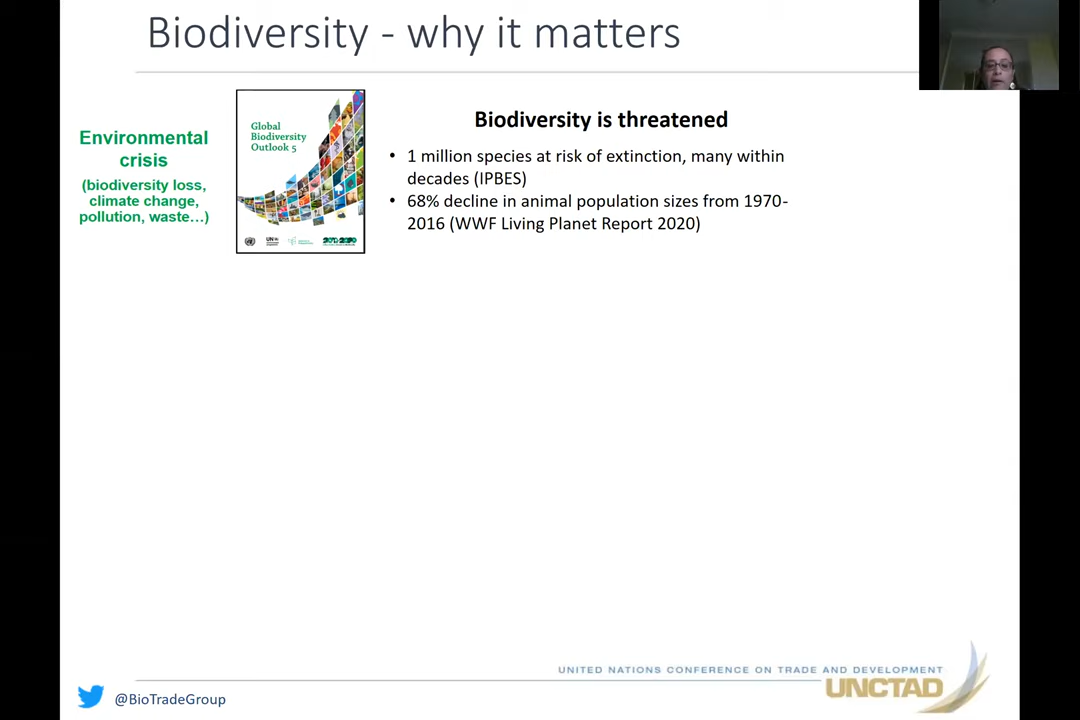 Biodiversity - why it matters
Environmental
crisis
(biodiversity loss,
climate change,
pollution, waste…)
Global
Biodiversity
Outlook 5
Biodiversity is threatened
• 1 million species at risk of extinction, many within
decades (IPBES)
• 68% decline in animal population sizes from 1970-
2016 (WWF Living Planet Report 2020)
UNITED NATIONS CONFERENCE ON TRADE AND DEVELOPMENT
UNCTAD
@BioTradeGroup